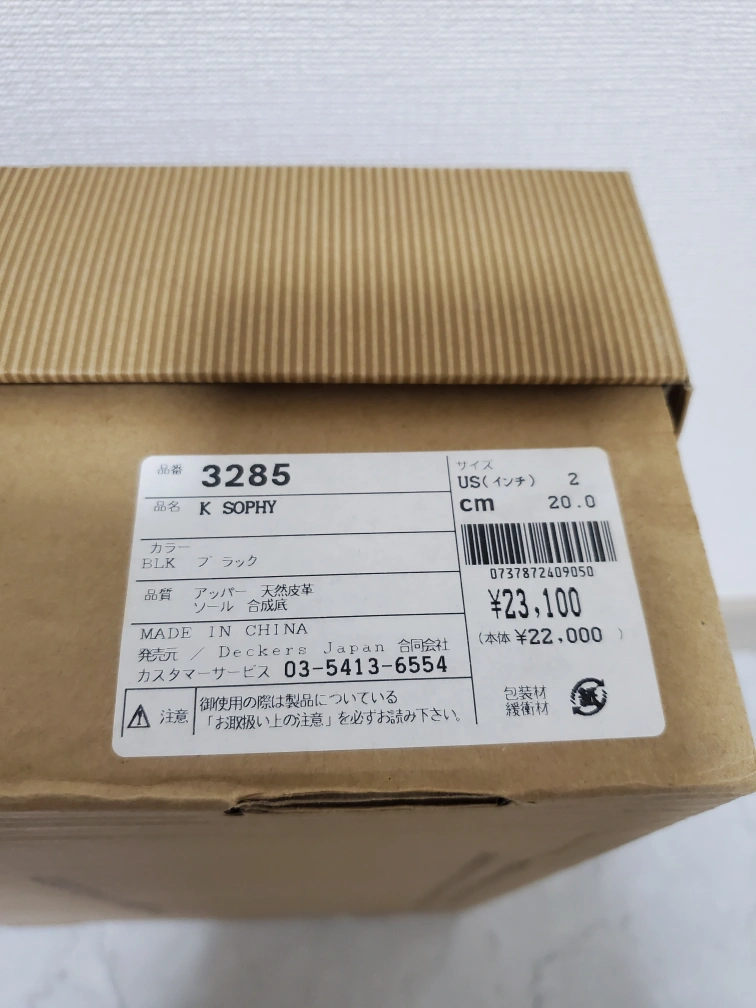 品番 3285
品名 K SOPHY
カラー
BLK ブラック
品質 アッパー 天然皮革
ソール 合成底
MADE IN CHINA
発売元 / Deckers Japan 合同会社
カスタマーサービス 03-5413-6554
注意 御使用の際は製品についている
「お取扱い上の注意」を必ずお読み下さい。
サイズ
US(インチ) 2
cm 20.0
0737872409050
¥23,100
(本体 ¥22,000 )
包装材
緩衝材
紙